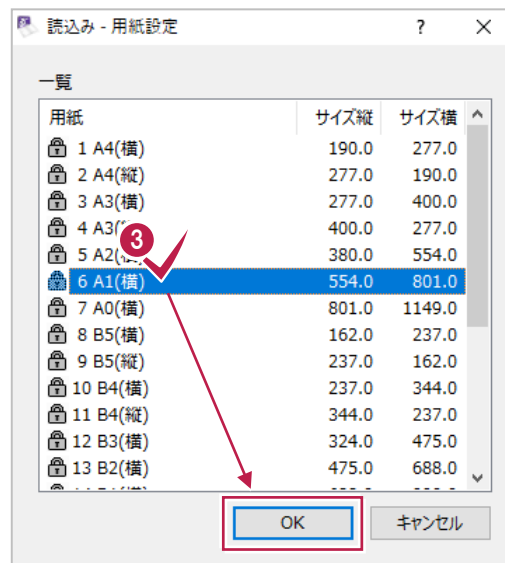 読込み - 用紙設定 ? ×
一覧
用紙 サイズ縦 サイズ横
1 A4(横) 190.0 277.0
2 A4(縦) 277.0 190.0
3 A3(横) 277.0 400.0
4 A3( 400.0 277.0
3
5 A2( 380.0 554.0
6 A1(横) 554.0 801.0
7 A0(横) 801.0 1149.0
8 B5(横) 162.0 237.0
9 B5(縦) 237.0 162.0
10 B4(横) 237.0 344.0
11 B4(縦) 344.0 237.0
12 B3(横) 324.0 475.0
13 B2(横) 475.0 688.0
OK キャンセル